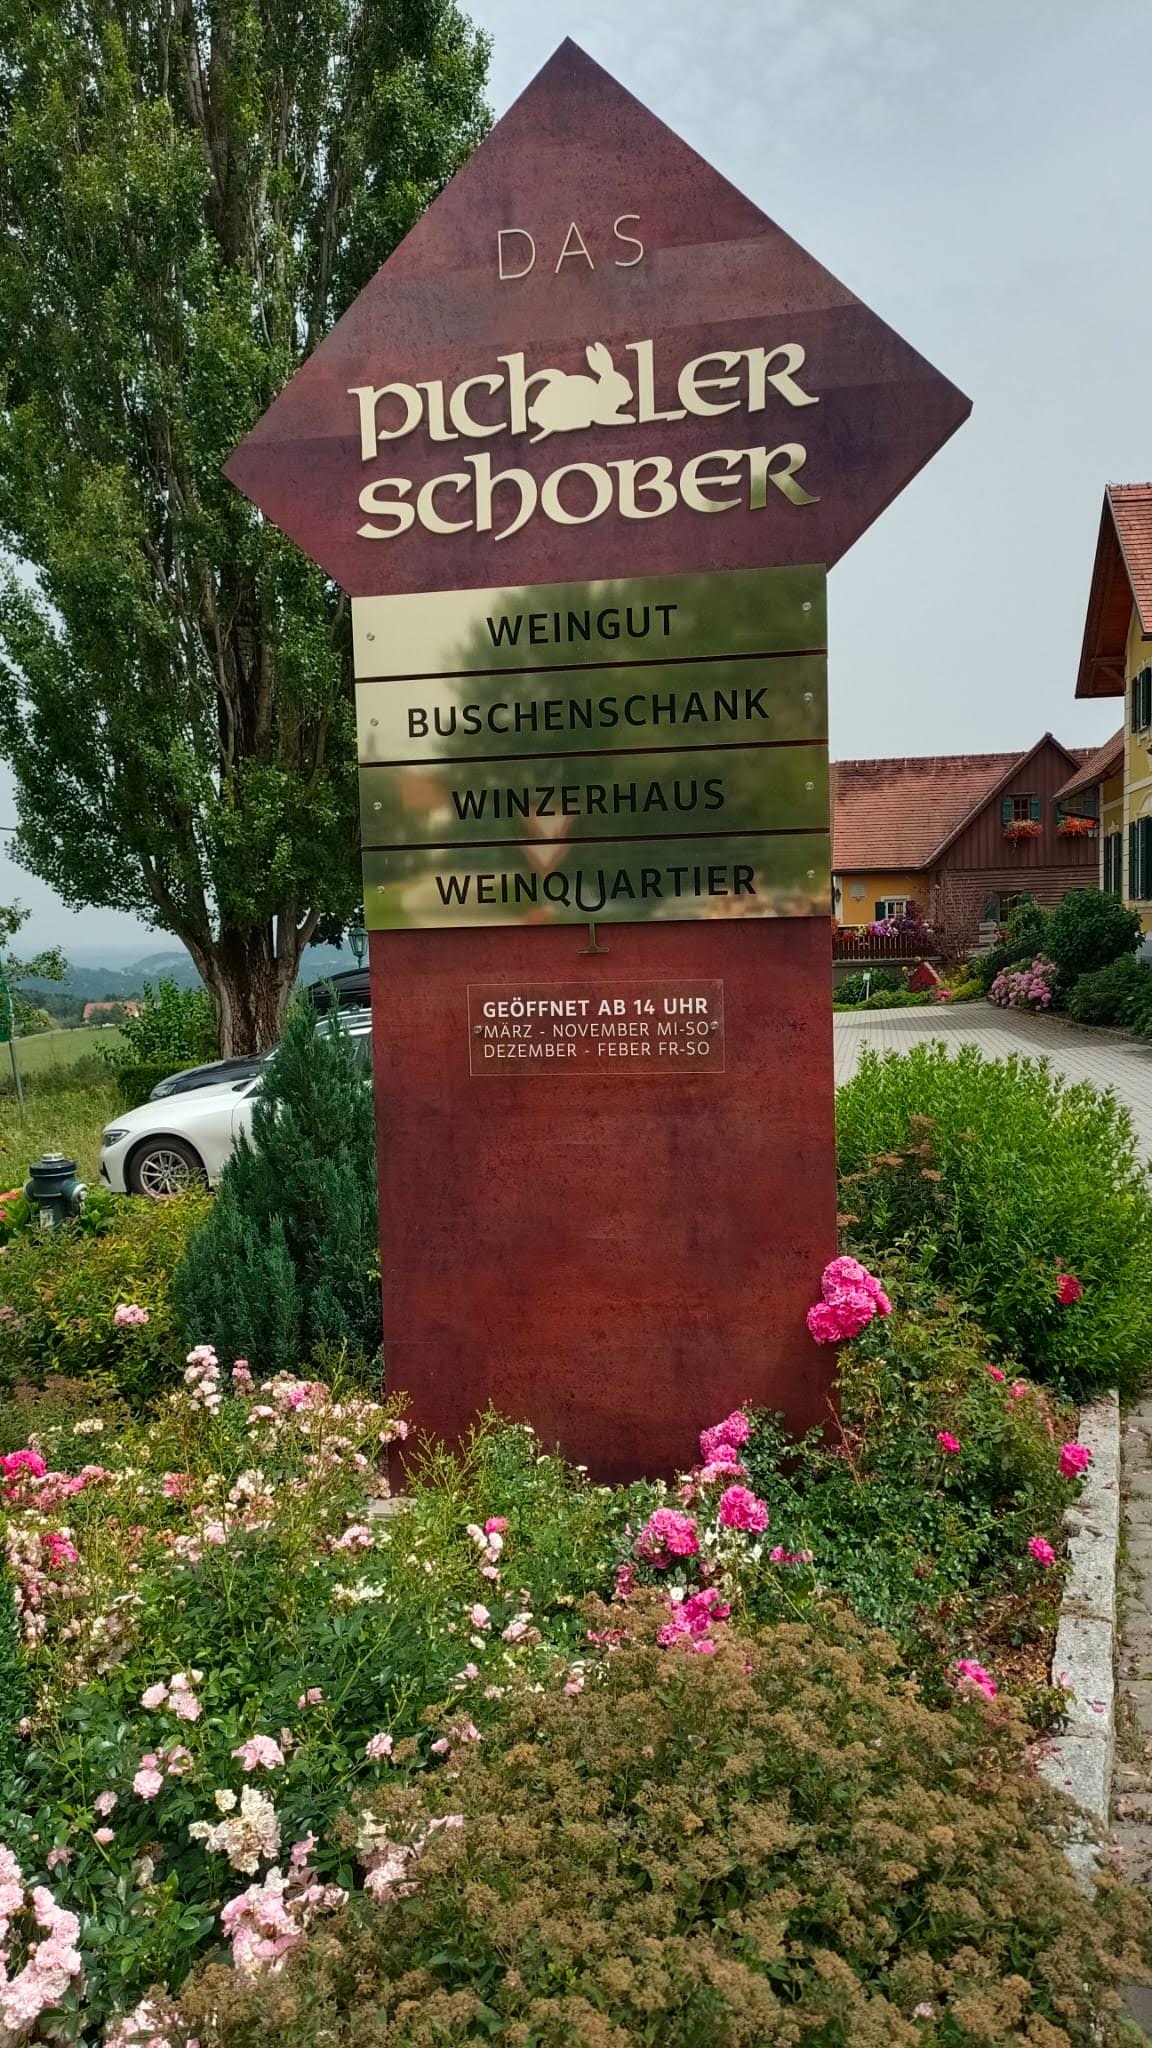 DAS
PICHLER
SCHOBER
WEINGUT
BUSCHENSCHANK
WINZERHAUS
WEINQUARTIER
GEÖFFNET AB 14 UHR
MÄRZ - NOVEMBER MI-SO
DEZEMBER - FEBER FR-SO